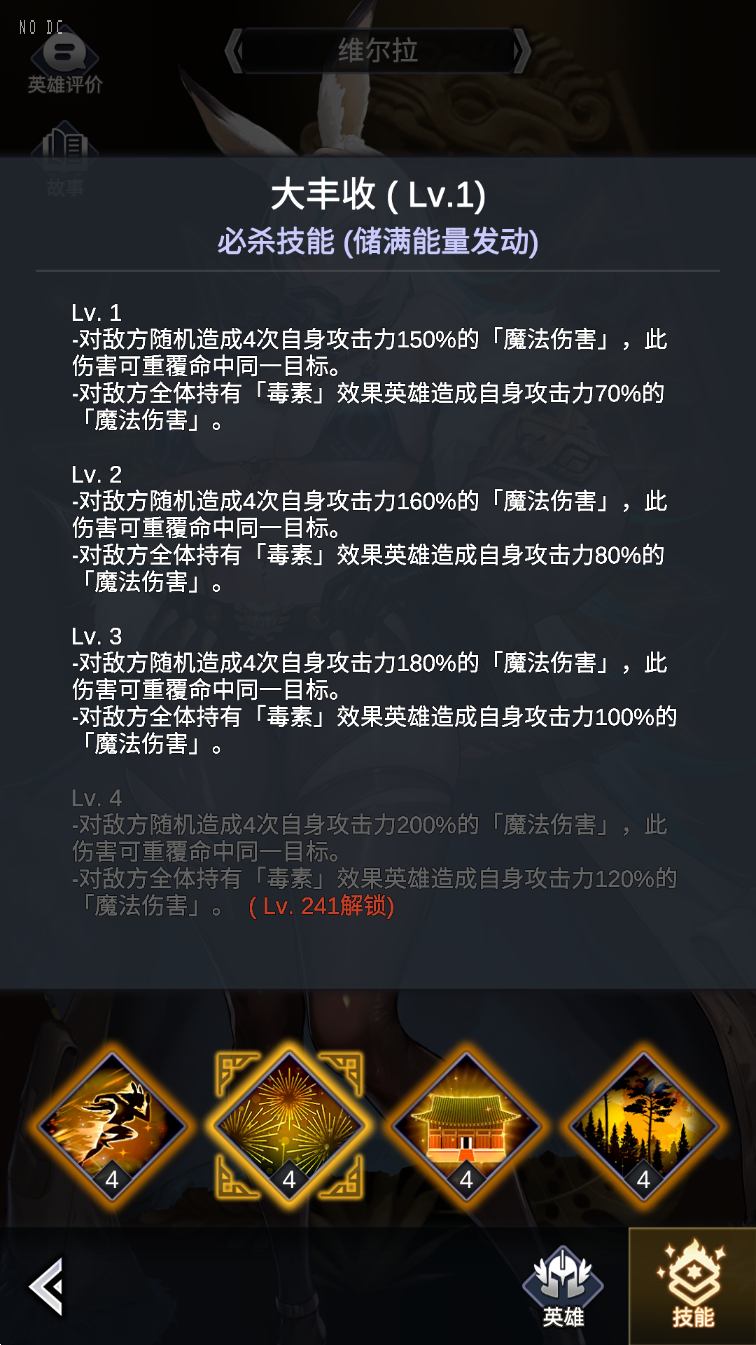 NO DC
维尔拉
英雄评价
故事
大丰收 ( Lv.1)
必杀技能 (储满能量发动)
Lv. 1
-对敌方随机造成4次自身攻击力150%的「魔法伤害」，此
伤害可重覆命中同一目标。
-对敌方全体持有「毒素」效果英雄造成自身攻击力70%的
「魔法伤害」。
Lv. 2
-对敌方随机造成4次自身攻击力160%的「魔法伤害」，此
伤害可重覆命中同一目标。
-对敌方全体持有「毒素」效果英雄造成自身攻击力80%的
「魔法伤害」。
Lv. 3
-对敌方随机造成4次自身攻击力180%的「魔法伤害」，此
伤害可重覆命中同一目标。
-对敌方全体持有「毒素」效果英雄造成自身攻击力100%的
「魔法伤害」。
Lv. 4
-对敌方随机造成4次自身攻击力200%的「魔法伤害」，此
伤害可重覆命中同一目标。
-对敌方全体持有「毒素」效果英雄造成自身攻击力120%的
「魔法伤害」。 ( Lv. 241解锁)
4 4 4 4
英雄 技能